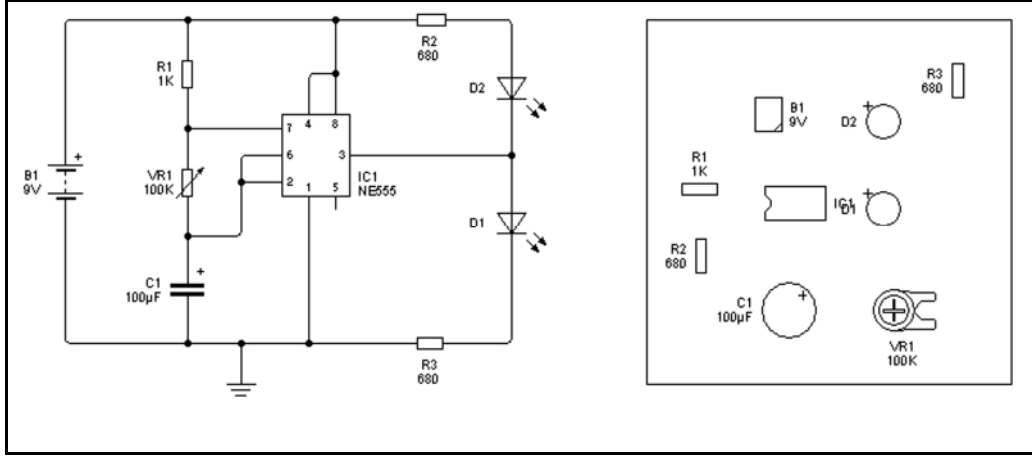 R2
680
R1
1K
D2
7
4
8
6
3
2
1
5
IC1
NE555
+
B1
9V
VR1
100K
D1
+
C1
100µF
R3
680
R3
680
B1
9V
+
D2
R1
1K
+
IC1
D1
R2
680
C1
100µF
+
VR1
100K